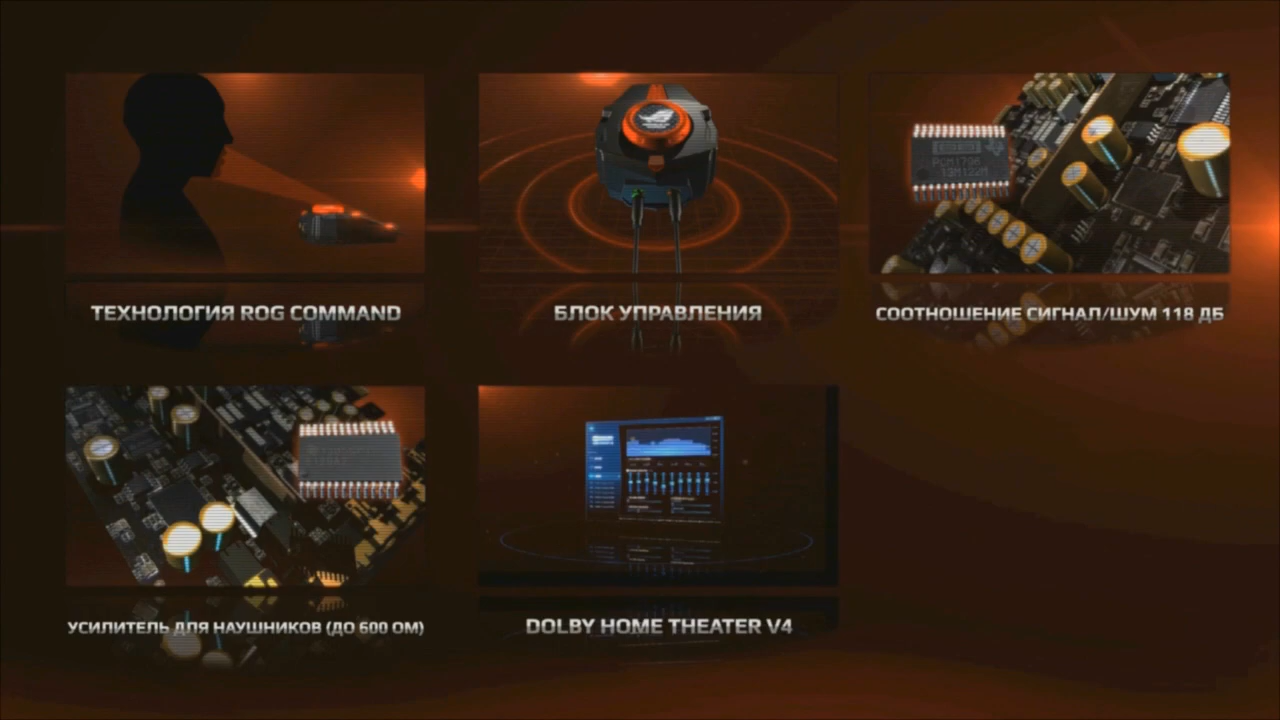 PCM1796
ТЕХНОЛОГИЯ ROG COMMAND
БЛОК УПРАВЛЕНИЯ
СООТНОШЕНИЕ СИГНАЛ/ШУМ 118 ДБ
УСИЛИТЕЛЬ ДЛЯ НАУШНИКОВ (ДО 600 ОМ)
DOLBY HOME THEATER V4